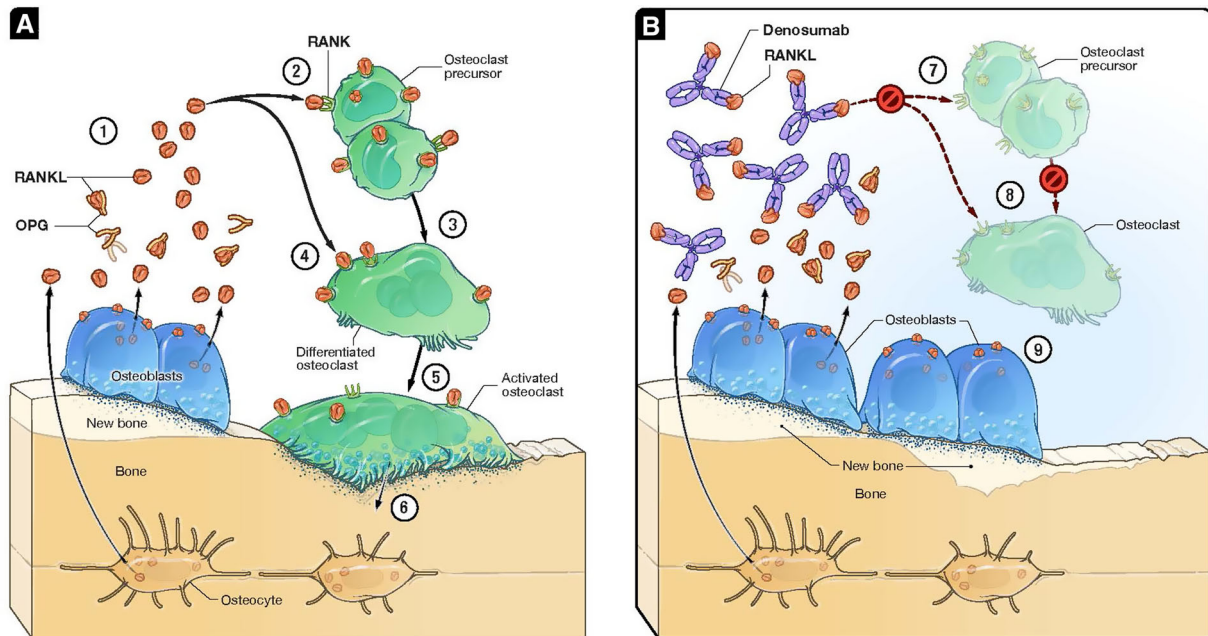 A
RANK
2
Osteoclast
precursor
1
RANKL
OPG
3
4
Differentiated
osteoclast
5
Activated
osteoclast
Osteoblasts
New bone
Bone
6
Osteocyte
B
Denosumab
RANKL
7
Osteoclast
precursor
8
Osteoclast
Osteoblasts
9
New bone
Bone